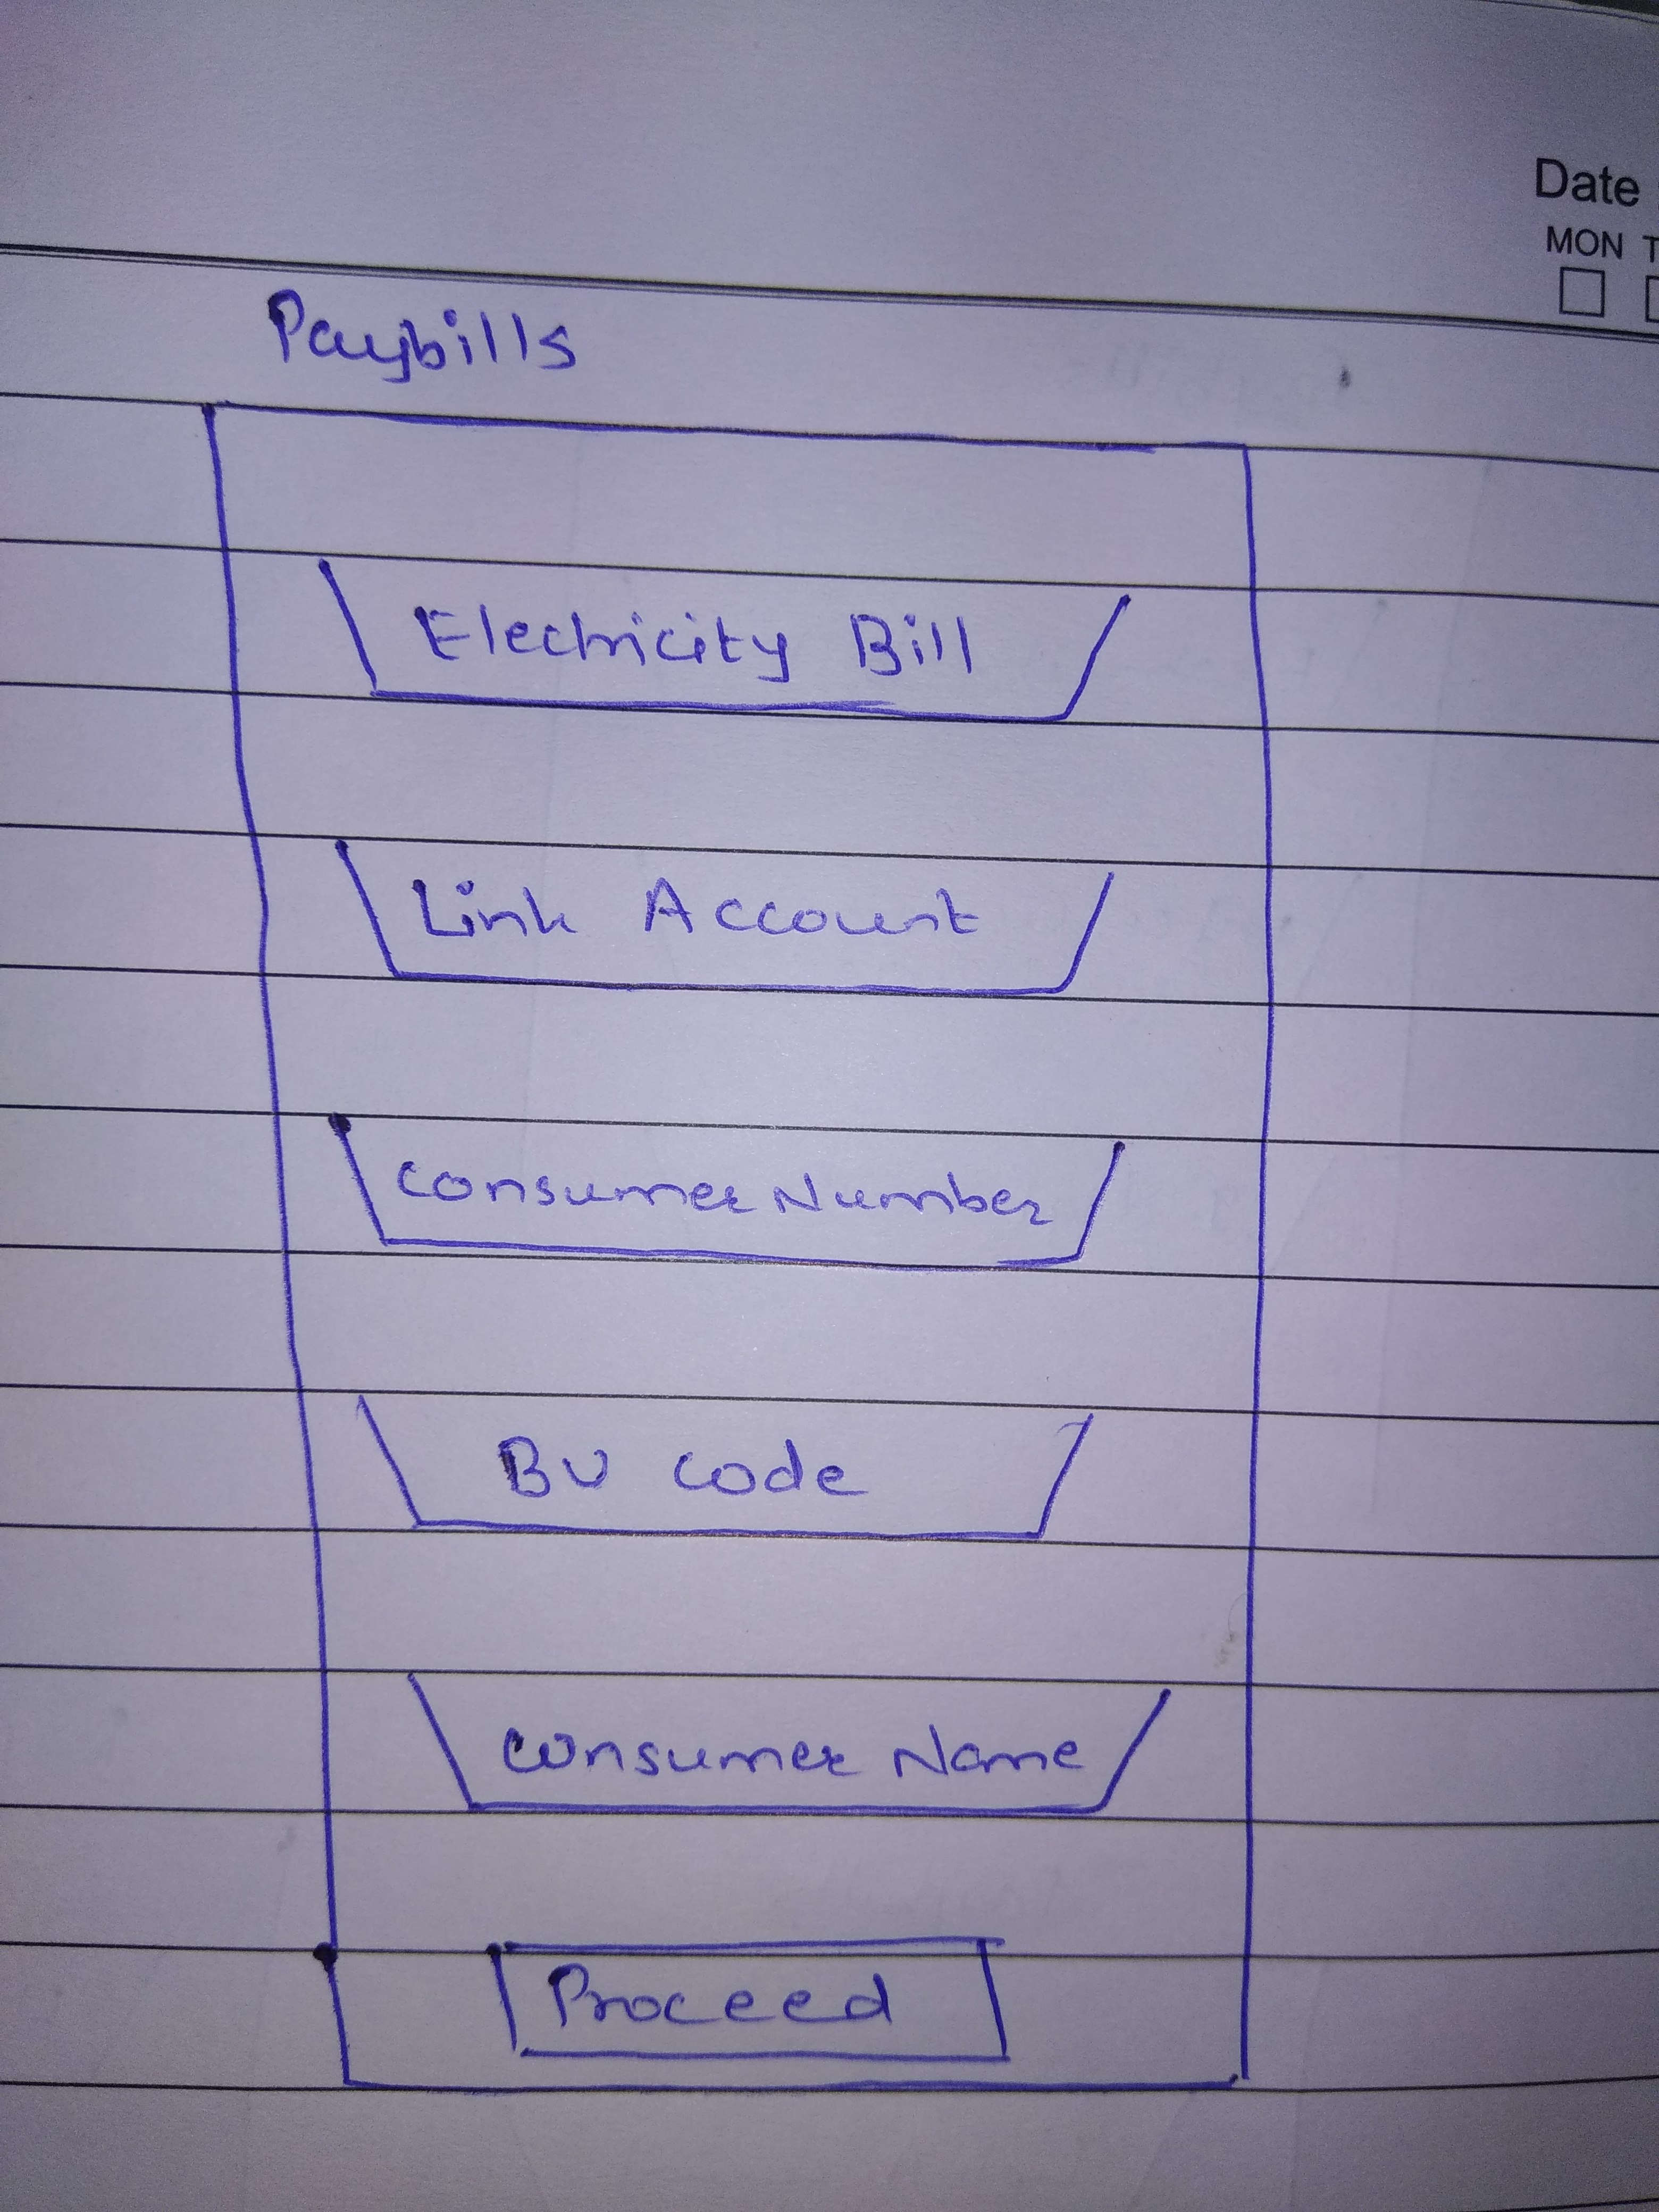 Date
MON T
Paybills
Electricity Bill
Link Account
Consumer Number
BU code
Consumer Name
Proceed